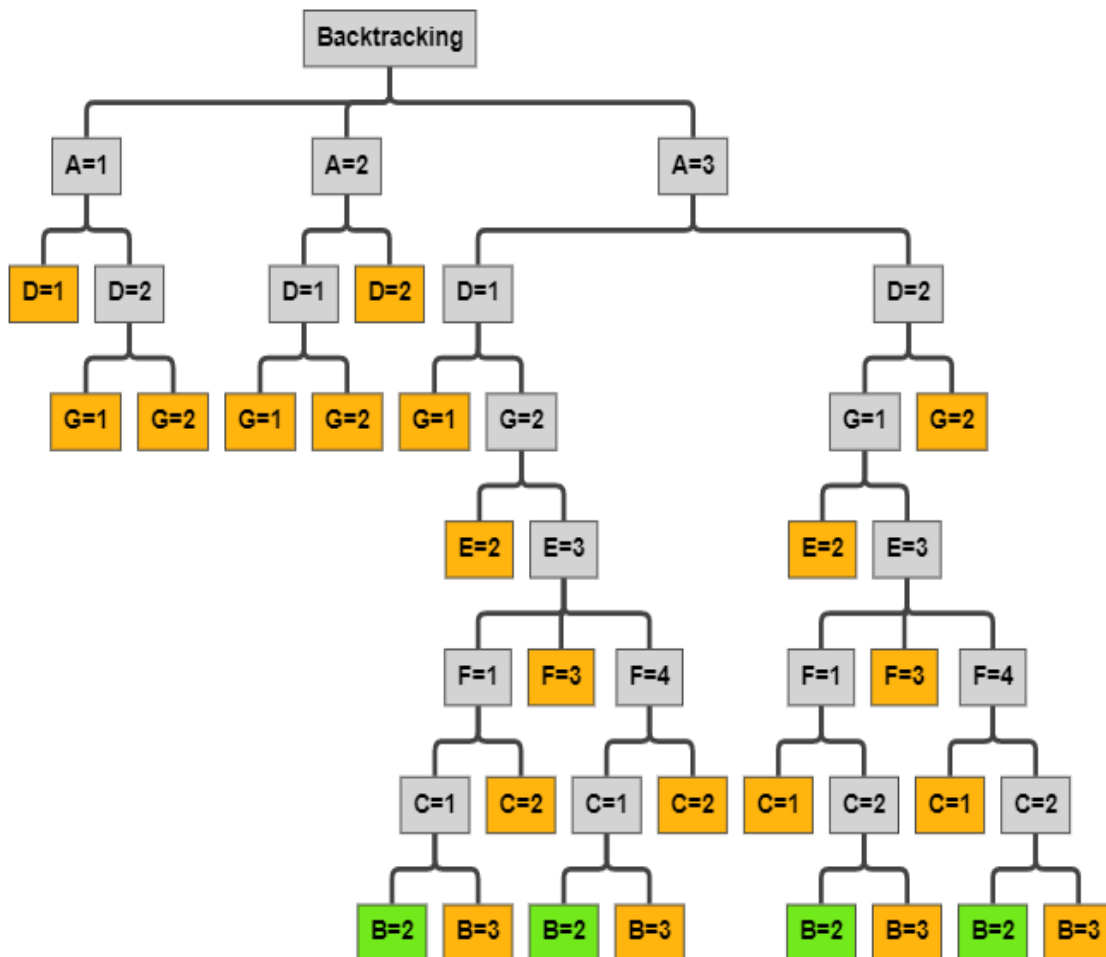 Backtracking
A=1 A=2 A=3
D=1 D=2 D=1 D=2 D=1 D=2
G=1 G=2 G=1 G=2 G=1 G=2 G=1 G=2
E=2 E=3 E=2 E=3
F=1 F=3 F=4 F=1 F=3 F=4
C=1 C=2 C=1 C=2 C=1 C=2 C=1 C=2
B=2 B=3 B=2 B=3 B=2 B=3 B=2 B=3